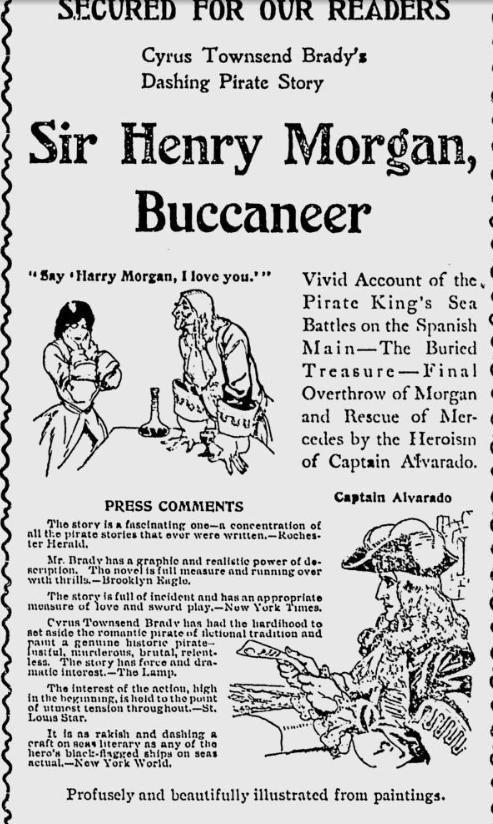 SECURED FOR OUR READERS
Cyrus Townsend Brady's
Dashing Pirate Story
Sir Henry Morgan,
Buccaneer
"Say 'Harry Morgan, I love you.'"
Vivid Account of the
Pirate King's Sea
Battles on the Spanish
Main—The Buried
Treasure—Final
Overthrow of Morgan
and Rescue of Mer-
cedes by the Heroism
of Captain Alvarado.
PRESS COMMENTS
The story is a fascinating one—a concentration of
all the pirate stories that ever were written.—Roches-
ter Herald.
Mr. Brady has a graphic and realistic power of de-
scription. The novel is full measure and running over
with thrills.—Brooklyn Eagle.
The story is full of incident and has an appropriate
measure of love and sword play.—New York Times.
Cyrus Townsend Brady has had the hardihood to
set aside the romantic pirate of fictional tradition and
paint a genuine historic pirate—
lustful, murderous, brutal, relent-
less. The story has force and dra-
matic interest.—The Lamp.
The interest of the action, high
in the beginning, is held to the point
of utmost tension throughout.—St.
Louis Star.
It is as rakish and dashing a
craft on seas literary as any of the
hero's black-flagged ships on seas
actual.—New York World.
Captain Alvarado
Profusely and beautifully illustrated from paintings.